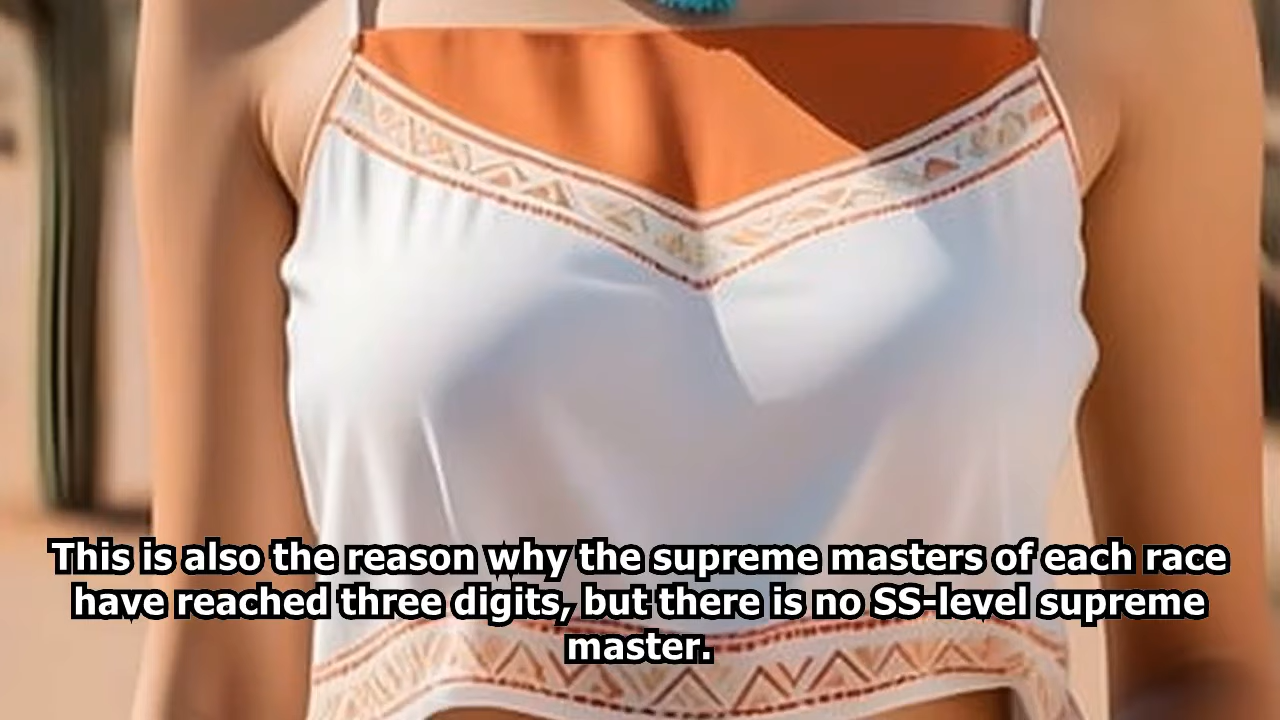 This is also the reason why the supreme masters of each race
have reached three digits, but there is no SS-level supreme
master.